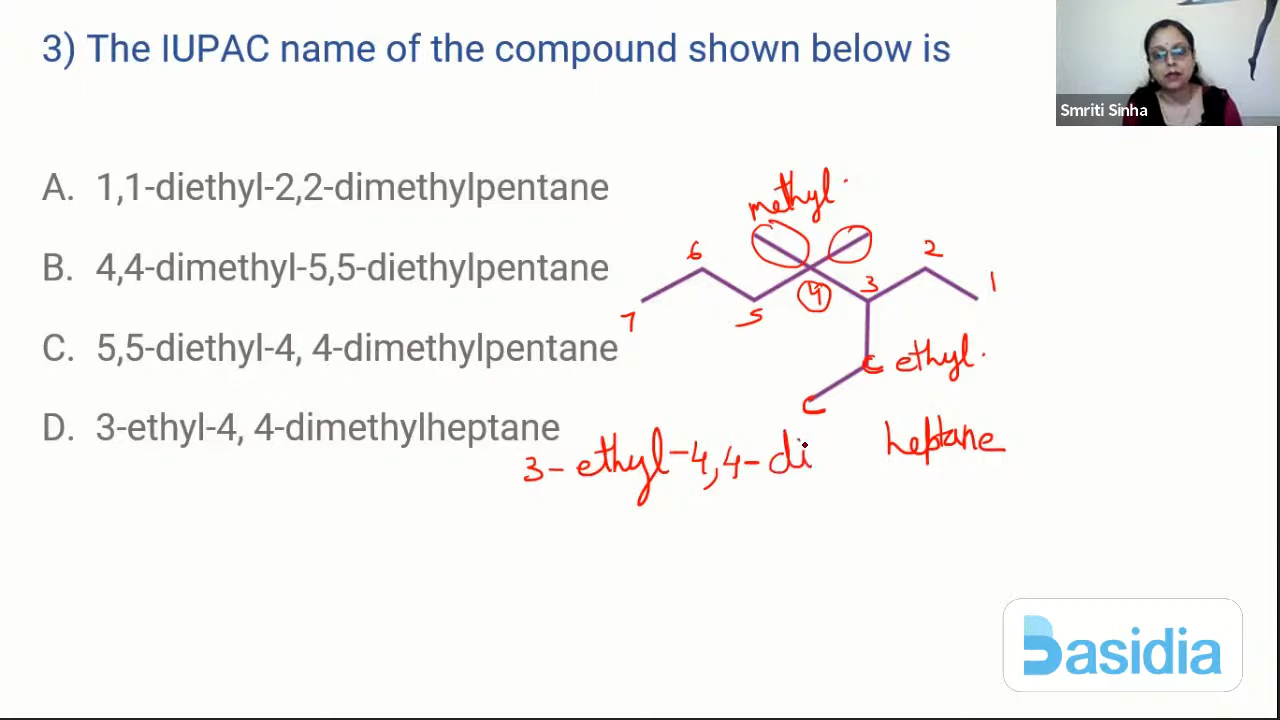 3) The IUPAC name of the compound shown below is
Smriti Sinha
A. 1,1-diethyl-2,2-dimethylpentane
methyl.
B. 4,4-dimethyl-5,5-diethylpentane
6
2
4
3
1
7
5
C. 5,5-diethyl-4, 4-dimethylpentane
C ethyl.
C
D. 3-ethyl-4, 4-dimethylheptane
heptane
3-ethyl-4,4-di
Basidia